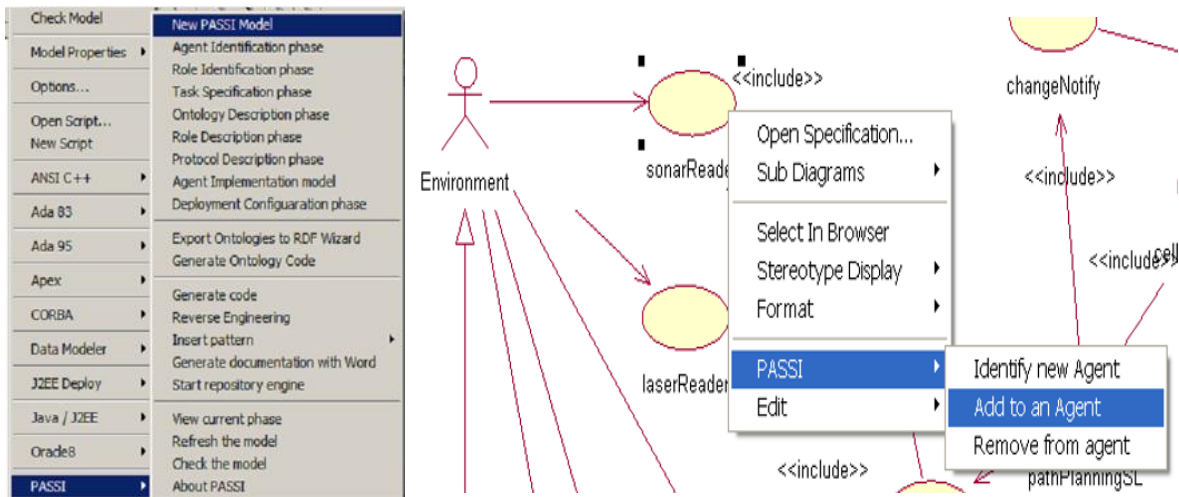 Check Model
Model Properties
Options...
Open Script...
New Script
ANSI C++
Ada 83
Ada 95
Apex
CORBA
Data Modeler
J2EE Deploy
Java / J2EE
Oracle8
PASSI
New PASSI Model
Agent Identification phase
Role Identification phase
Task Specification phase
Ontology Description phase
Role Description phase
Protocol Description phase
Agent Implementation model
Deployment Configuaration phase
Export Ontologies to RDF Wizard
Generate Ontology Code
Generate code
Reverse Engineering
Insert pattern
Generate documentation with Word
Start repository engine
View current phase
Refresh the model
Check the model
About PASSI
Environment
<<include>>
sonarReade
laserReader
Open Specification...
Sub Diagrams
Select In Browser
Stereotype Display
Format
PASSI
Edit
Identify new Agent
Add to an Agent
Remove from agent
changeNotify
<<include>>
<<include>>
cell
<<include>>
pathPlanningSL